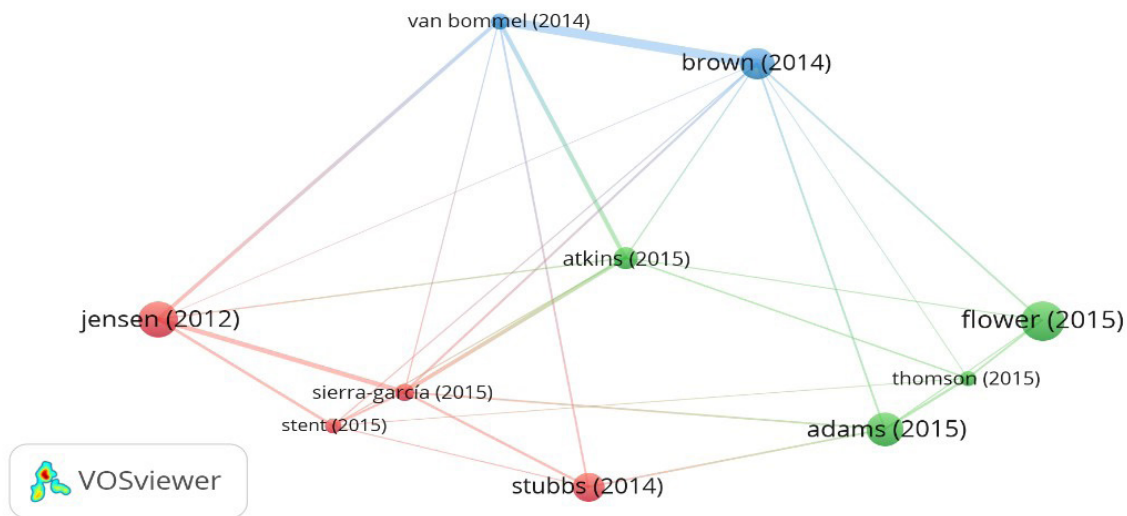 van bommel (2014)
brown (2014)
atkins (2015)
jensen (2012)
flower (2015)
thomson (2015)
sierra-garcía (2015)
stent (2015)
adams (2015)
stubbs (2014)
VOSviewer